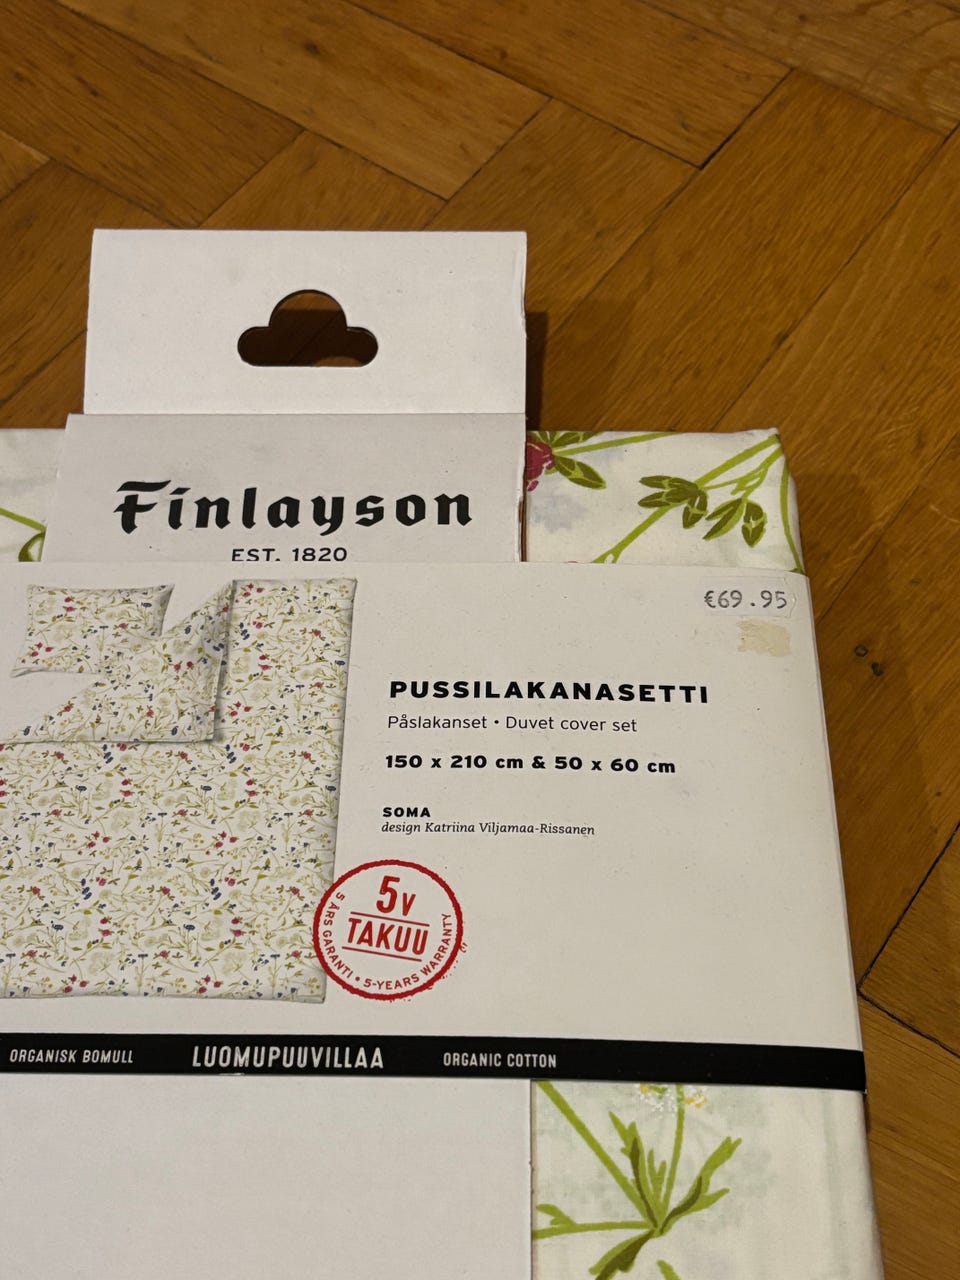 Finlayson
EST. 1820
€69.95
PUSSILAKANASETTI
Påslakanset • Duvet cover set
150 x 210 cm & 50 x 60 cm
SOMA
design Katriina Viljamaa-Rissanen
5V
TAKUU
5 ÅRS GARANTI • 5-YEARS WARRANTY
ORGANISK BOMULL LUOMUPUUVILLAA ORGANIC COTTON